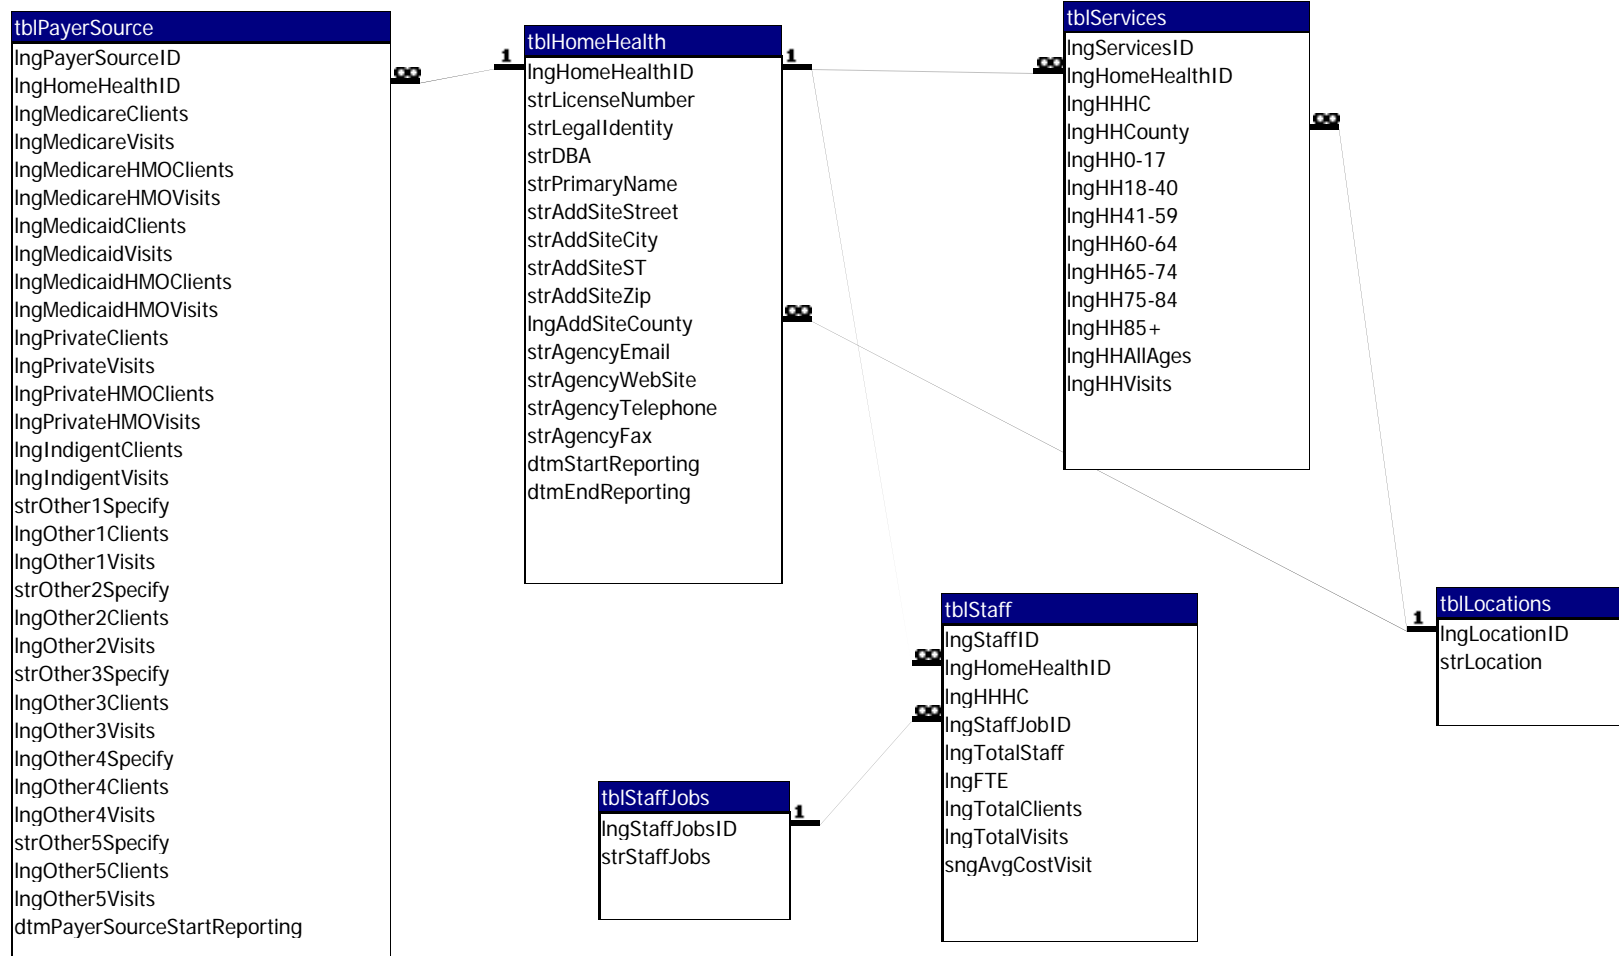 tblPayerSource
lngPayerSourceID
lngHomeHealthID
lngMedicareClients
lngMedicareVisits
lngMedicareHMOClients
lngMedicareHMOVisits
lngMedicaidClients
lngMedicaidVisits
lngMedicaidHMOClients
lngMedicaidHMOVisits
lngPrivateClients
lngPrivateVisits
lngPrivateHMOClients
lngPrivateHMOVisits
lngIndigentClients
lngIndigentVisits
strOther1Specify
lngOther1Clients
lngOther1Visits
strOther2Specify
lngOther2Clients
lngOther2Visits
strOther3Specify
lngOther3Clients
lngOther3Visits
lngOther4Specify
lngOther4Clients
lngOther4Visits
strOther5Specify
lngOther5Clients
lngOther5Visits
dtmPayerSourceStartReporting
∞
1
tblHomeHealth
lngHomeHealthID
strLicenseNumber
strLegalIdentity
strDBA
strPrimaryName
strAddSiteStreet
strAddSiteCity
strAddSiteST
strAddSiteZip
lngAddSiteCounty
strAgencyEmail
strAgencyWebSite
strAgencyTelephone
strAgencyFax
dtmStartReporting
dtmEndReporting
1
∞
∞
tblServices
lngServicesID
lngHomeHealthID
lngHHHC
lngHHCounty
lngHH0-17
lngHH18-40
lngHH41-59
lngHH60-64
lngHH65-74
lngHH75-84
lngHH85+
lngHHAllAges
lngHHVisits
∞
tblStaffJobs
lngStaffJobsID
strStaffJobs
1
∞
∞
tblStaff
lngStaffID
lngHomeHealthID
lngHHHC
lngStaffJobID
lngTotalStaff
lngFTE
lngTotalClients
lngTotalVisits
sngAvgCostVisit
1
tblLocations
lngLocationID
strLocation